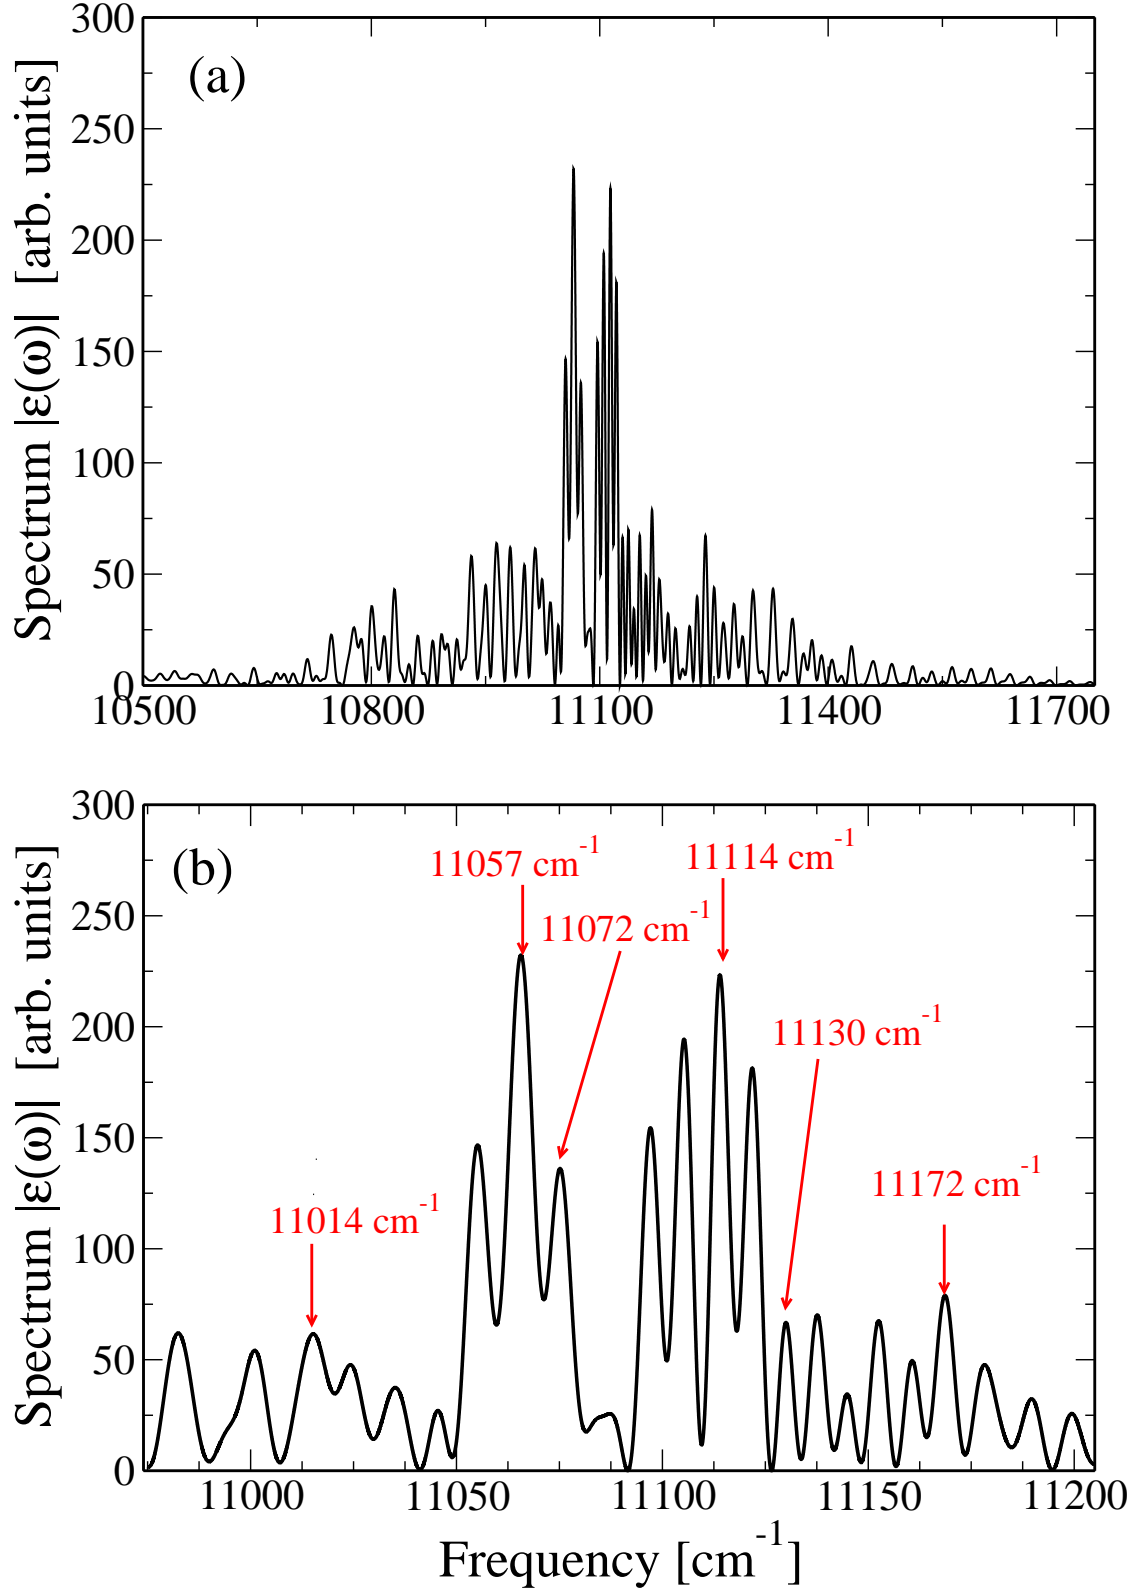 300
(a)
250
200
150
100
50
0
Spectrum |ε(ω)| [arb. units]
10500 10800 11100 11400 11700
300
(b)
250
200
150
100
50
0
Spectrum |ε(ω)| [arb. units]
11057 cm⁻¹
11114 cm⁻¹
11072 cm⁻¹
11130 cm⁻¹
11172 cm⁻¹
11014 cm⁻¹
11000 11050 11100 11150 11200
Frequency [cm⁻¹]